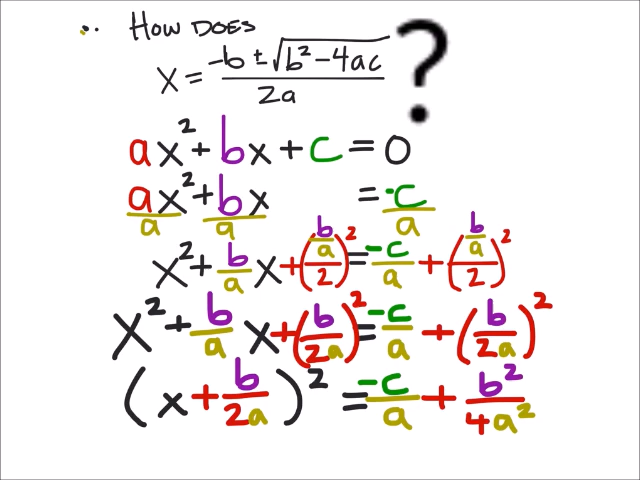 How DOES
x = (-b ± √(b² - 4ac))/(2a) ?
ax² + bx + c = 0
ax²/a + bx/a = -c/a
x² + b/a x + ((b/a)/2)² = -c/a + ((b/a)/2)²
x² + b/a x + (b/2a)² = -c/a + (b/2a)²
(x + b/2a)² = -c/a + b²/4a²